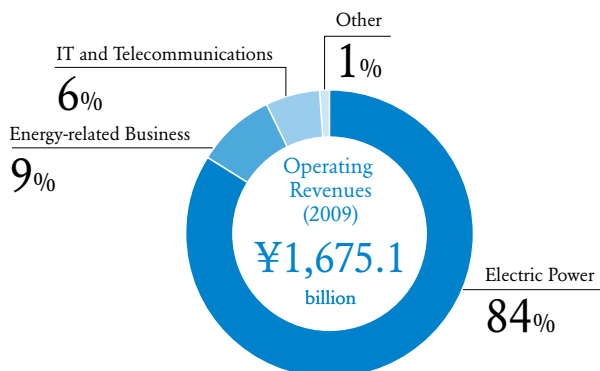 Other
1%
IT and Telecommunications
6%
Energy-related Business
9%
Operating
Revenues
(2009)
¥1,675.1
billion
Electric Power
84%